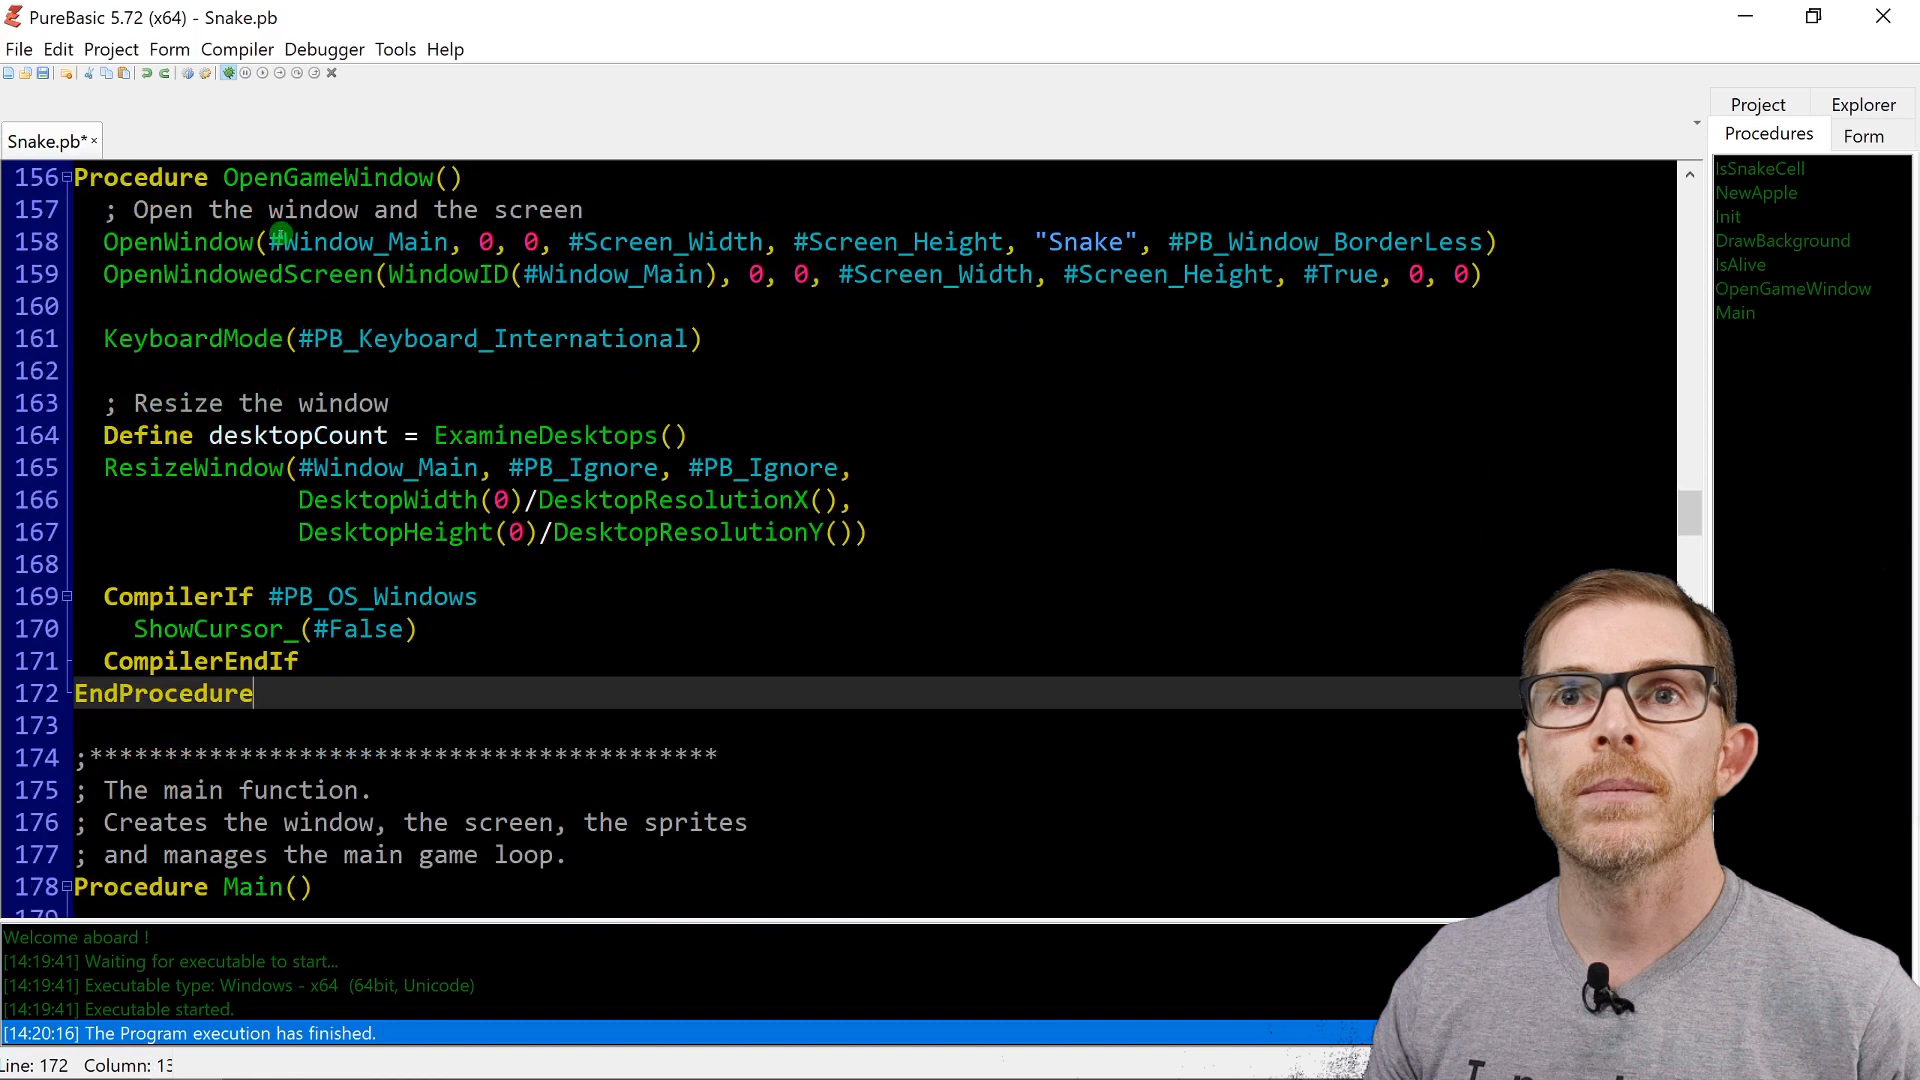 PureBasic 5.72 (x64) - Snake.pb
File Edit Project Form Compiler Debugger Tools Help
Project Explorer
Snake.pb* Procedures Form
156 Procedure OpenGameWindow()
157 ; Open the window and the screen
158 OpenWindow(#Window_Main, 0, 0, #Screen_Width, #Screen_Height, "Snake", #PB_Window_BorderLess)
159 OpenWindowedScreen(WindowID(#Window_Main), 0, 0, #Screen_Width, #Screen_Height, #True, 0, 0)
160
161 KeyboardMode(#PB_Keyboard_International)
162
163 ; Resize the window
164 Define desktopCount = ExamineDesktops()
165 ResizeWindow(#Window_Main, #PB_Ignore, #PB_Ignore,
166 DesktopWidth(0)/DesktopResolutionX(),
167 DesktopHeight(0)/DesktopResolutionY())
168
169 CompilerIf #PB_OS_Windows
170 ShowCursor_(#False)
171 CompilerEndIf
172 EndProcedure
173
174 ;******************************************
175 ; The main function.
176 ; Creates the window, the screen, the sprites
177 ; and manages the main game loop.
178 Procedure Main()
IsSnakeCell
NewApple
Init
DrawBackground
IsAlive
OpenGameWindow
Main
Welcome aboard !
[14:19:41] Waiting for executable to start...
[14:19:41] Executable type: Windows - x64 (64bit, Unicode)
[14:19:41] Executable started.
[14:20:16] The Program execution has finished.
Line: 172 Column: 13